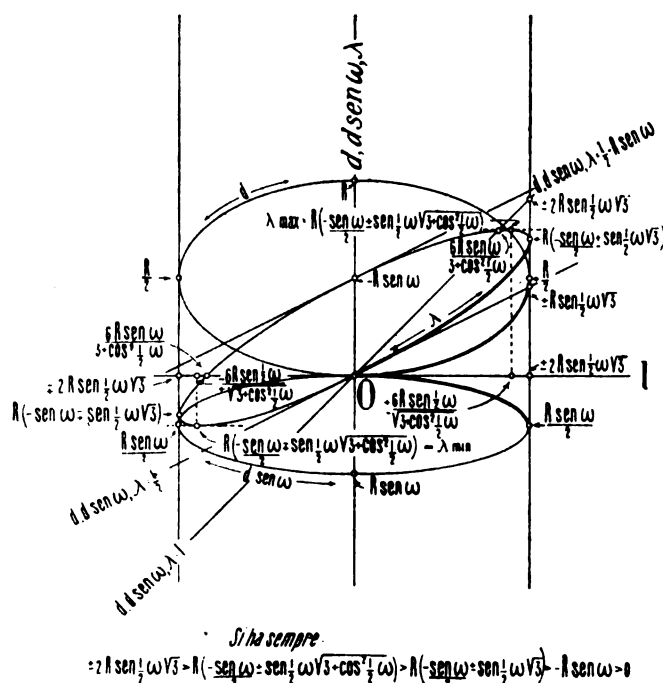 d, d sen ω, λ
d, d sen ω, λ · 1/2 · R sen ω
d
R
± 2 R sen 1/2 ω √3
λ max = R(- sen ω/2 ± sen 1/2 ω √3+cos² 1/2 ω)
R(- sen ω/2 ± sen 1/2 ω √3)
6 R sen ω / 3+cos² 1/2 ω
R/2
- R sen ω
R/2
± R sen 1/2 ω √3
λ
6 R sen ω / 3+cos² 1/2 ω
± 2 R sen 1/2 ω √3
± 2 R sen 1/2 ω √3
l
- 6 R sen 1/2 ω / √3+cos² 1/2 ω
O
± 6 R sen 1/2 ω / √3+cos² 1/2 ω
R(- sen ω ∓ sen 1/2 ω √3)
R sen ω / 2
R sen ω / 2
R(- sen ω/2 ∓ sen 1/2 ω √3+cos² 1/2 ω) = λ min
d sen ω
R sen ω
d. d sen ω, λ · l/2
d. d sen ω, λ · l
Si ha sempre
± 2 R sen 1/2 ω √3 > R(- sen ω/2 ± sen 1/2 ω √3+cos² 1/2 ω) > R(- sen ω/2 ± sen 1/2 ω √3) > - R sen ω > 0